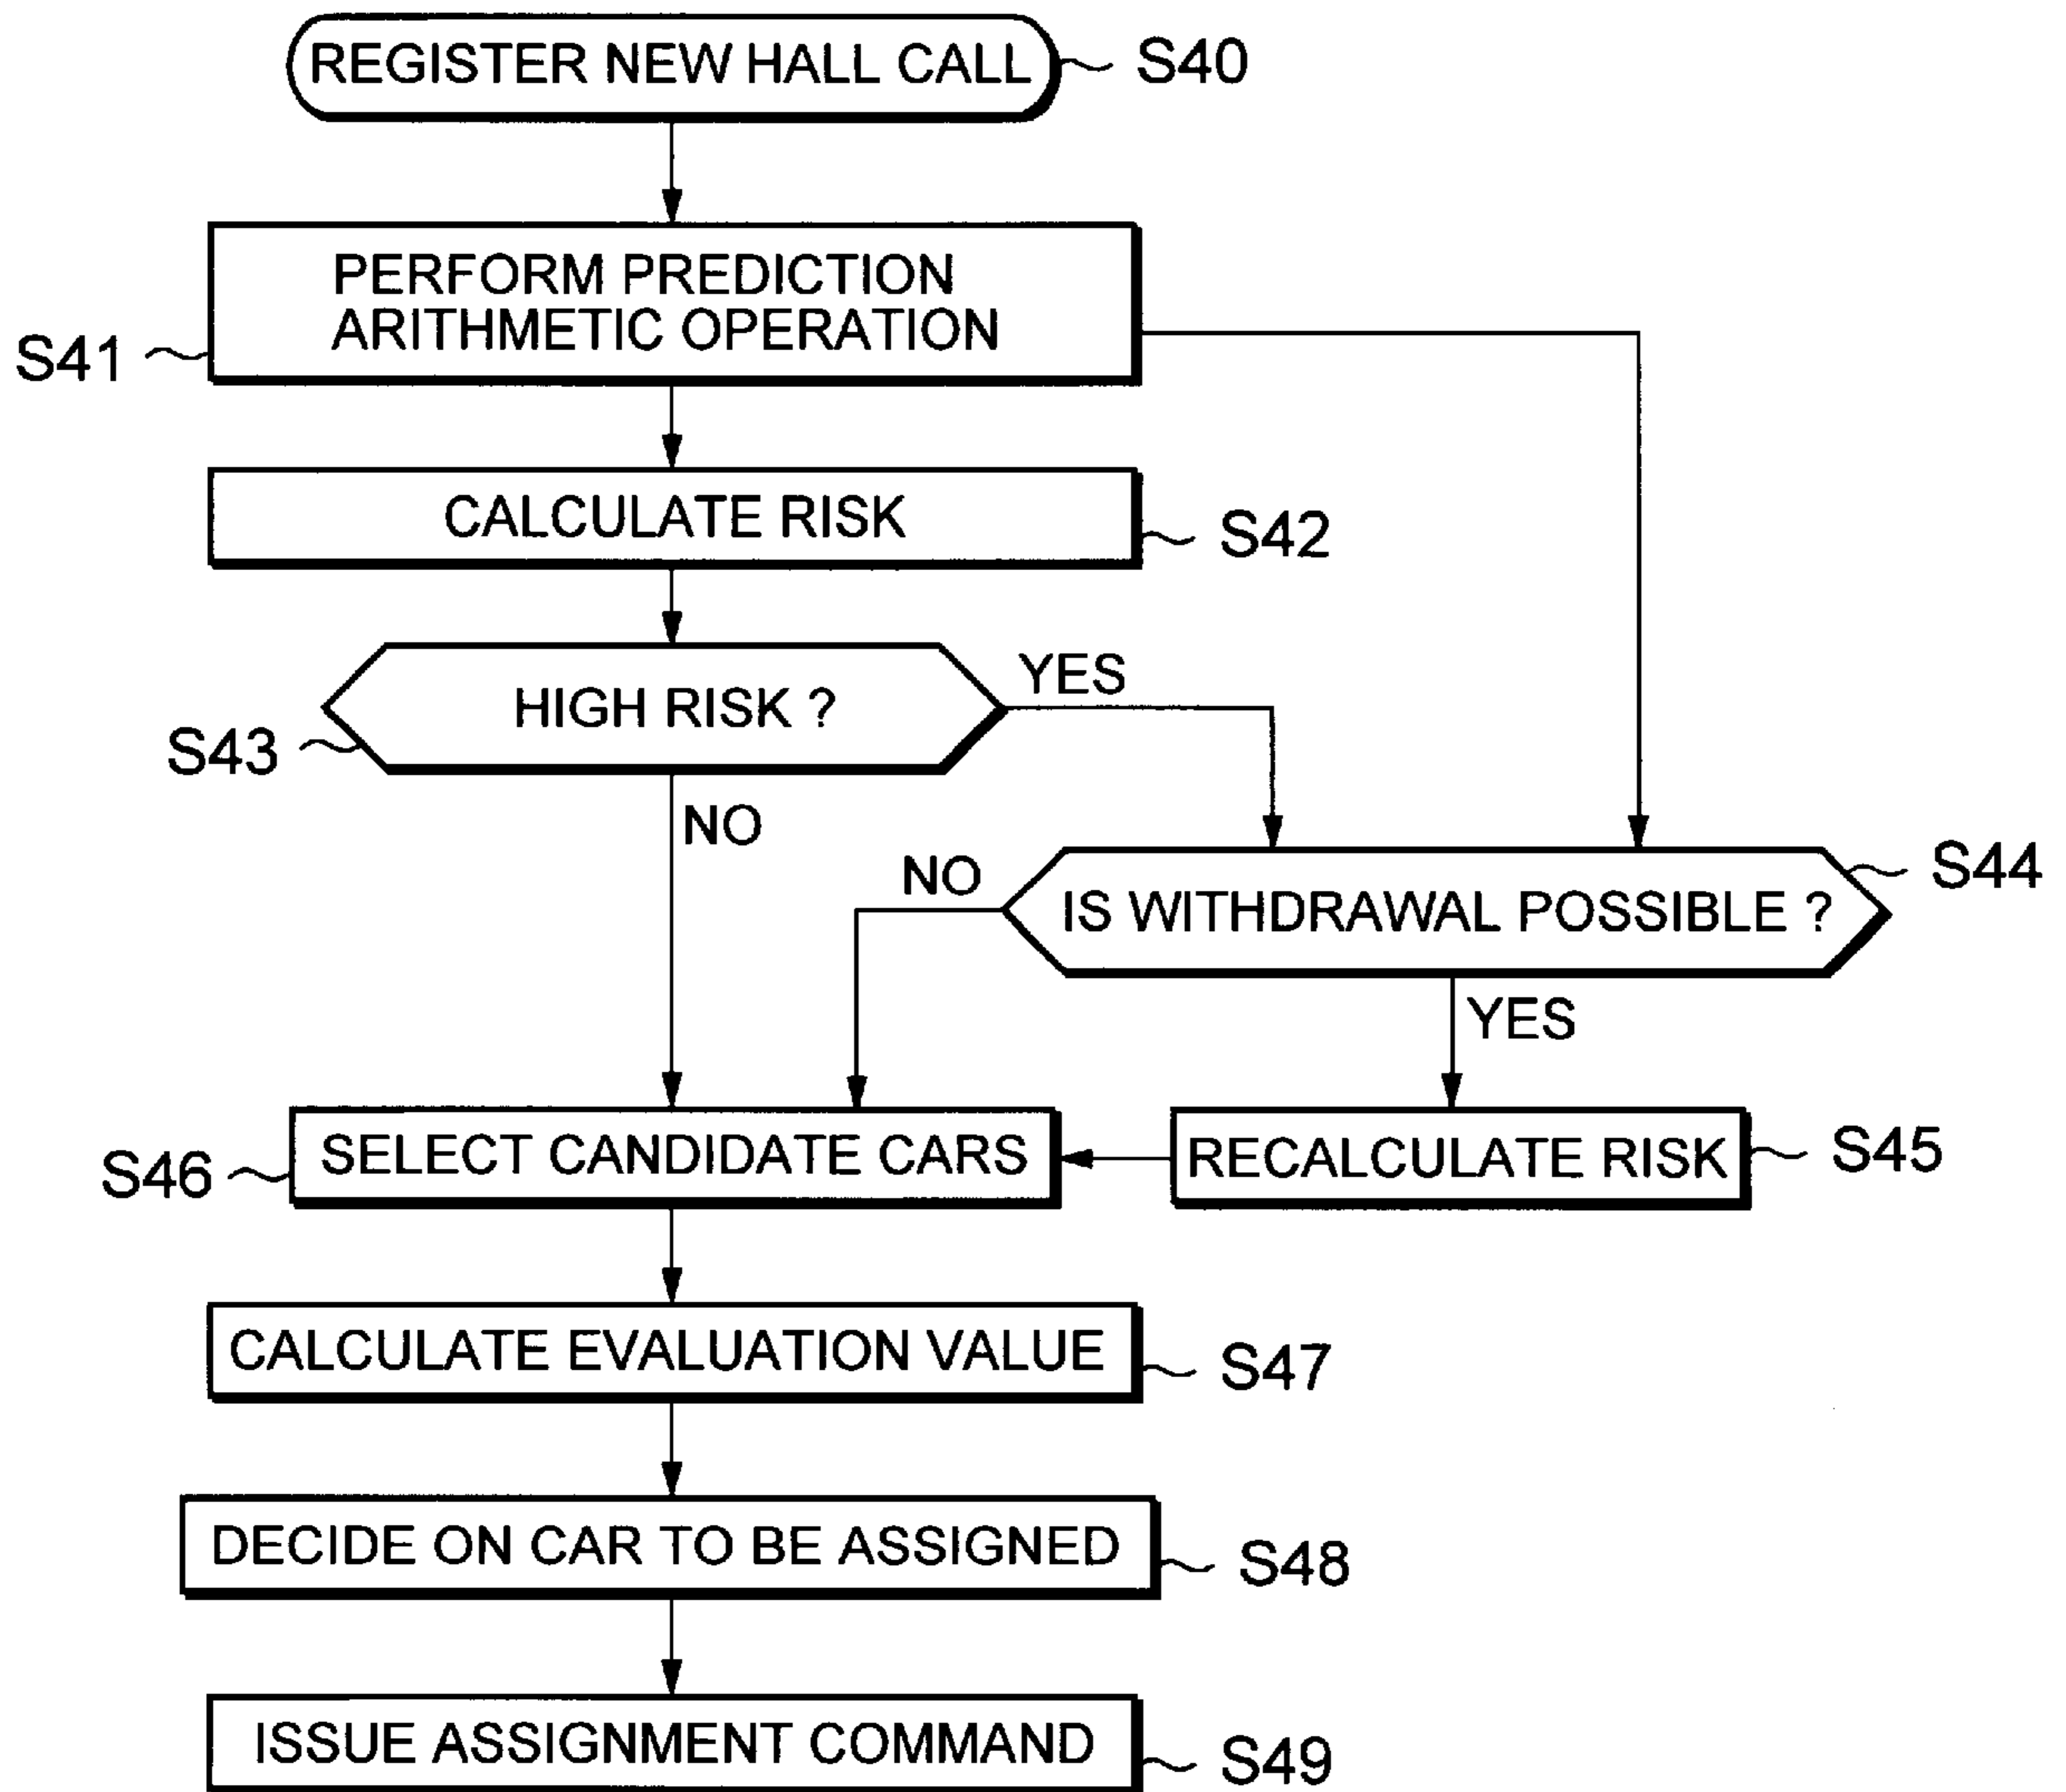 REGISTER NEW HALL CALL
S40
PERFORM PREDICTION
ARITHMETIC OPERATION
S41
CALCULATE RISK
S42
HIGH RISK ?
YES
S43
NO
NO
S44
IS WITHDRAWAL POSSIBLE ?
YES
SELECT CANDIDATE CARS
RECALCULATE RISK
S45
S46
CALCULATE EVALUATION VALUE
S47
DECIDE ON CAR TO BE ASSIGNED
S48
ISSUE ASSIGNMENT COMMAND
S49